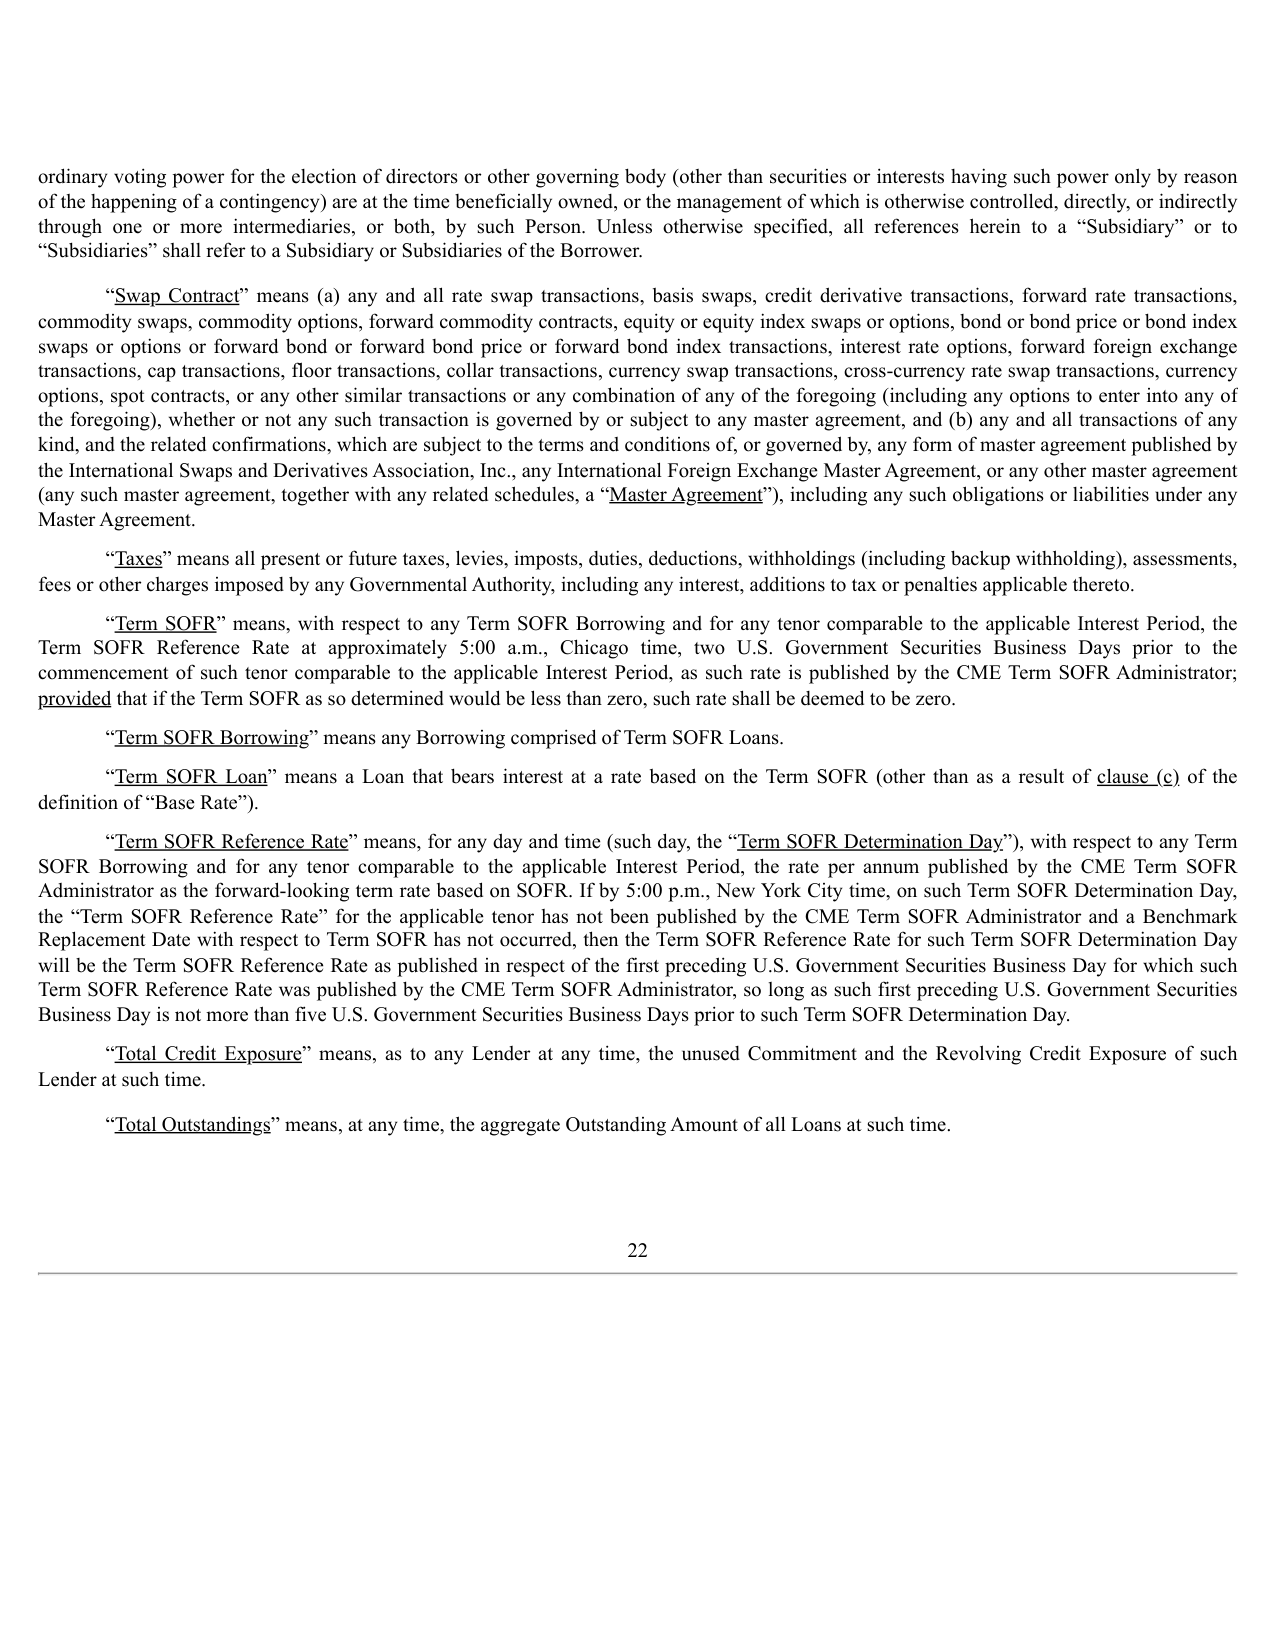 ordinary voting power for the election of directors or other governing body (other than securities or interests having such power only by reason
of the happening of a contingency) are at the time beneficially owned, or the management of which is otherwise controlled, directly, or indirectly
through one or more intermediaries, or both, by such Person. Unless otherwise specified, all references herein to a “Subsidiary” or to
“Subsidiaries” shall refer to a Subsidiary or Subsidiaries of the Borrower.
“Swap Contract” means (a) any and all rate swap transactions, basis swaps, credit derivative transactions, forward rate transactions,
commodity swaps, commodity options, forward commodity contracts, equity or equity index swaps or options, bond or bond price or bond index
swaps or options or forward bond or forward bond price or forward bond index transactions, interest rate options, forward foreign exchange
transactions, cap transactions, floor transactions, collar transactions, currency swap transactions, cross-currency rate swap transactions, currency
options, spot contracts, or any other similar transactions or any combination of any of the foregoing (including any options to enter into any of
the foregoing), whether or not any such transaction is governed by or subject to any master agreement, and (b) any and all transactions of any
kind, and the related confirmations, which are subject to the terms and conditions of, or governed by, any form of master agreement published by
the International Swaps and Derivatives Association, Inc., any International Foreign Exchange Master Agreement, or any other master agreement
(any such master agreement, together with any related schedules, a “Master Agreement”), including any such obligations or liabilities under any
Master Agreement.
“Taxes” means all present or future taxes, levies, imposts, duties, deductions, withholdings (including backup withholding), assessments,
fees or other charges imposed by any Governmental Authority, including any interest, additions to tax or penalties applicable thereto.
“Term SOFR” means, with respect to any Term SOFR Borrowing and for any tenor comparable to the applicable Interest Period, the
Term SOFR Reference Rate at approximately 5:00 a.m., Chicago time, two U.S. Government Securities Business Days prior to the
commencement of such tenor comparable to the applicable Interest Period, as such rate is published by the CME Term SOFR Administrator;
provided that if the Term SOFR as so determined would be less than zero, such rate shall be deemed to be zero.
“Term SOFR Borrowing” means any Borrowing comprised of Term SOFR Loans.
“Term SOFR Loan” means a Loan that bears interest at a rate based on the Term SOFR (other than as a result of clause (c) of the
definition of “Base Rate”).
“Term SOFR Reference Rate” means, for any day and time (such day, the “Term SOFR Determination Day”), with respect to any Term
SOFR Borrowing and for any tenor comparable to the applicable Interest Period, the rate per annum published by the CME Term SOFR
Administrator as the forward-looking term rate based on SOFR. If by 5:00 p.m., New York City time, on such Term SOFR Determination Day,
the “Term SOFR Reference Rate” for the applicable tenor has not been published by the CME Term SOFR Administrator and a Benchmark
Replacement Date with respect to Term SOFR has not occurred, then the Term SOFR Reference Rate for such Term SOFR Determination Day
will be the Term SOFR Reference Rate as published in respect of the first preceding U.S. Government Securities Business Day for which such
Term SOFR Reference Rate was published by the CME Term SOFR Administrator, so long as such first preceding U.S. Government Securities
Business Day is not more than five U.S. Government Securities Business Days prior to such Term SOFR Determination Day.
“Total Credit Exposure” means, as to any Lender at any time, the unused Commitment and the Revolving Credit Exposure of such
Lender at such time.
“Total Outstandings” means, at any time, the aggregate Outstanding Amount of all Loans at such time.
22